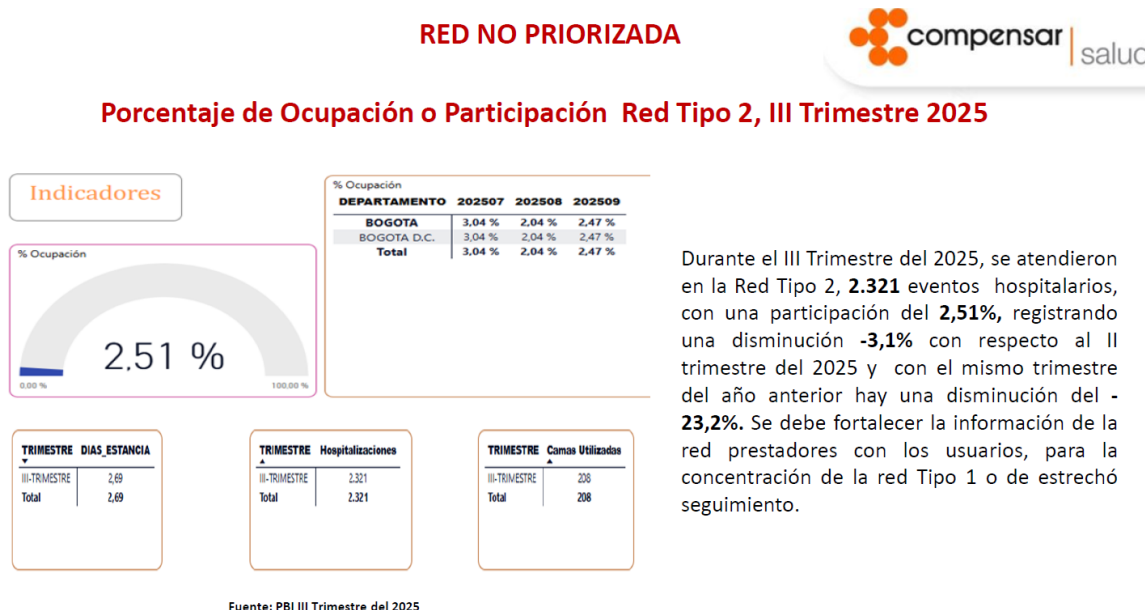 RED NO PRIORIZADA
compensar
salud
Porcentaje de Ocupación o Participación Red Tipo 2, III Trimestre 2025
Indicadores
% Ocupación
DEPARTAMENTO 202507 202508 202509
BOGOTA 3,04 % 2,04 % 2,47 %
BOGOTA D.C. 3,04 % 2,04 % 2,47 %
Total 3,04 % 2,04 % 2,47 %
% Ocupación
2,51 %
0,00 % 100,00 %
Durante el III Trimestre del 2025, se atendieron
en la Red Tipo 2, 2.321 eventos hospitalarios,
con una participación del 2,51%, registrando
una disminución -3,1% con respecto al II
trimestre del 2025 y con el mismo trimestre
del año anterior hay una disminución del -
23,2%. Se debe fortalecer la información de la
red prestadores con los usuarios, para la
concentración de la red Tipo 1 o de estrechó
seguimiento.
TRIMESTRE DIAS_ESTANCIA
III-TRIMESTRE 2,69
Total 2,69
TRIMESTRE Hospitalizaciones
III-TRIMESTRE 2.321
Total 2.321
TRIMESTRE Camas Utilizadas
III-TRIMESTRE 208
Total 208
Fuente: PBI III Trimestre del 2025